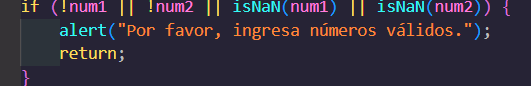 if (!num1 || !num2 || isNaN(num1) || isNaN(num2)) {
alert("Por favor, ingresa números válidos.");
return;
}